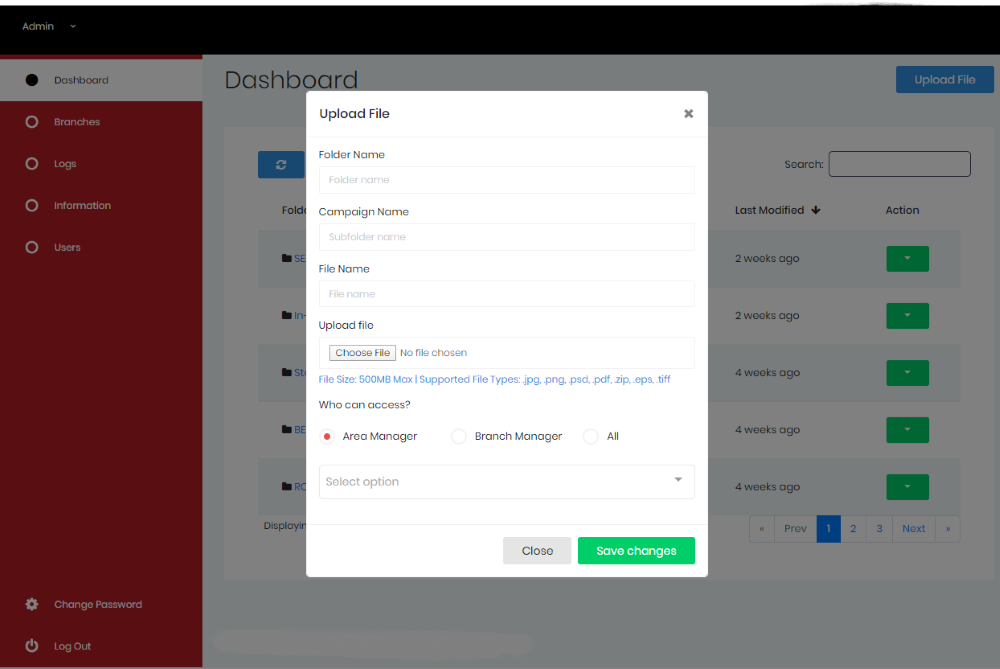 Admin
Dashboard
Branches
Logs
Information
Users
Change Password
Log Out
Dashboard
Upload File
Search:
Last Modified
Action
SE
2 weeks ago
In-
2 weeks ago
4 weeks ago
BE
4 weeks ago
4 weeks ago
« Prev 1 2 3 Next »
Upload File
Folder Name
Folder name
Campaign Name
Subfolder name
File Name
File name
Upload file
Choose File No file chosen
File Size: 500MB Max | Supported File Types: .jpg, .png, .psd, .pdf, .zip, .eps, .tiff
Who can access?
Area Manager Branch Manager All
Select option
Close Save changes